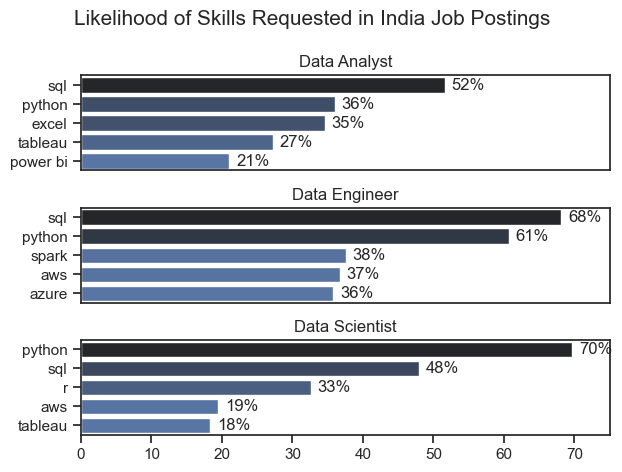 Likelihood of Skills Requested in India Job Postings
Data Analyst
sql 52%
python 36%
excel 35%
tableau 27%
power bi 21%
Data Engineer
sql 68%
python 61%
spark 38%
aws 37%
azure 36%
Data Scientist
python 70%
sql 48%
r 33%
aws 19%
tableau 18%
0 10 20 30 40 50 60 70